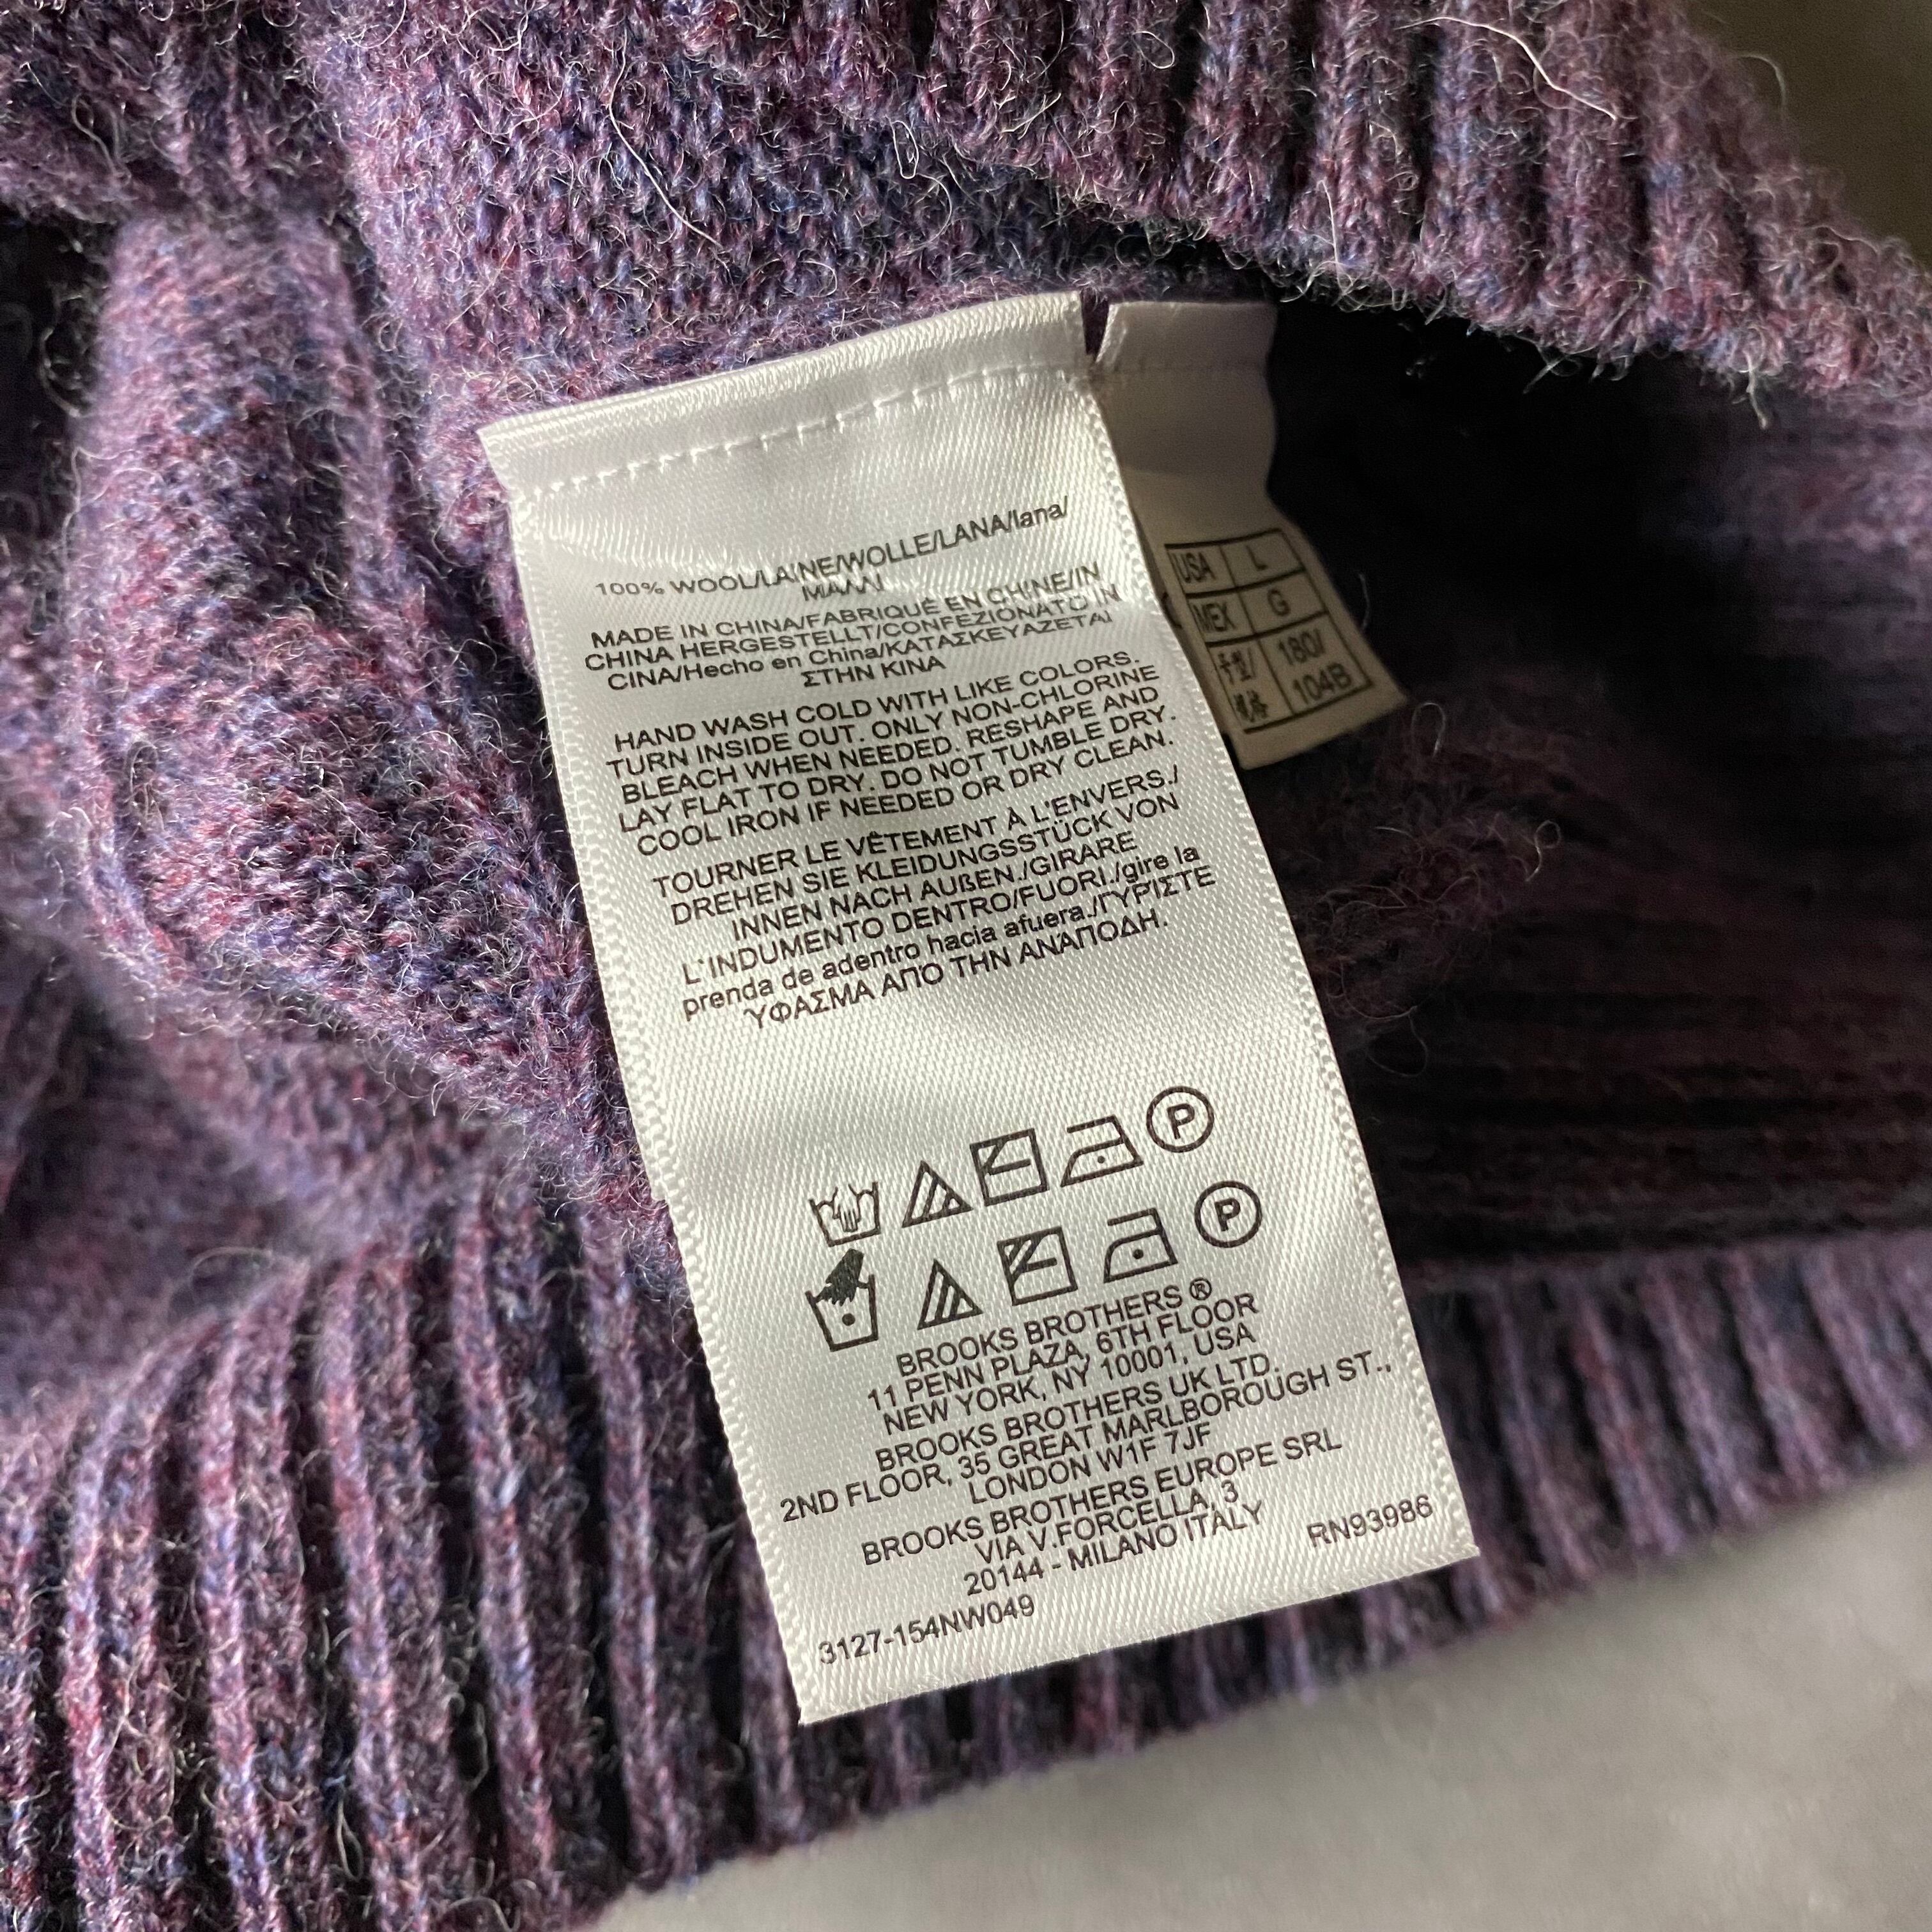 100% WOOL/LAINE/WOLLE/LANA/lana/
ΜΑΛΛΙ
MADE IN CHINA/FABRIQUÉ EN CHINE/IN
CHINA HERGESTELLT/CONFEZIONATO IN
CINA/Hecho en China/ΚΑΤΑΣΚΕΥΑΖΕΤΑΙ
ΣΤΗΝ ΚΙΝΑ
HAND WASH COLD WITH LIKE COLORS.
TURN INSIDE OUT. ONLY NON-CHLORINE
BLEACH WHEN NEEDED. RESHAPE AND
LAY FLAT TO DRY. DO NOT TUMBLE DRY.
COOL IRON IF NEEDED OR DRY CLEAN.
TOURNER LE VÊTEMENT À L'ENVERS./
DREHEN SIE KLEIDUNGSSTÜCK VON
INNEN NACH AUßEN./GIRARE
L'INDUMENTO DENTRO/FUORI./gire la
prenda de adentro hacia afuera./ΓΥΡΙΣΤΕ
ΥΦΑΣΜΑ ΑΠΌ ΤΗΝ ΑΝΆΠΟΔΗ.
P
P
BROOKS BROTHERS ®
11 PENN PLAZA, 6TH FLOOR
NEW YORK, NY 10001, USA
BROOKS BROTHERS UK LTD.
2ND FLOOR, 35 GREAT MARLBOROUGH ST.,
LONDON W1F 7JF
BROOKS BROTHERS EUROPE SRL
VIA V.FORCELLA, 3
20144 - MILANO ITALY
RN93986
3127-154NW049
USA L
MEX G
号型/ 180/
规格 104B